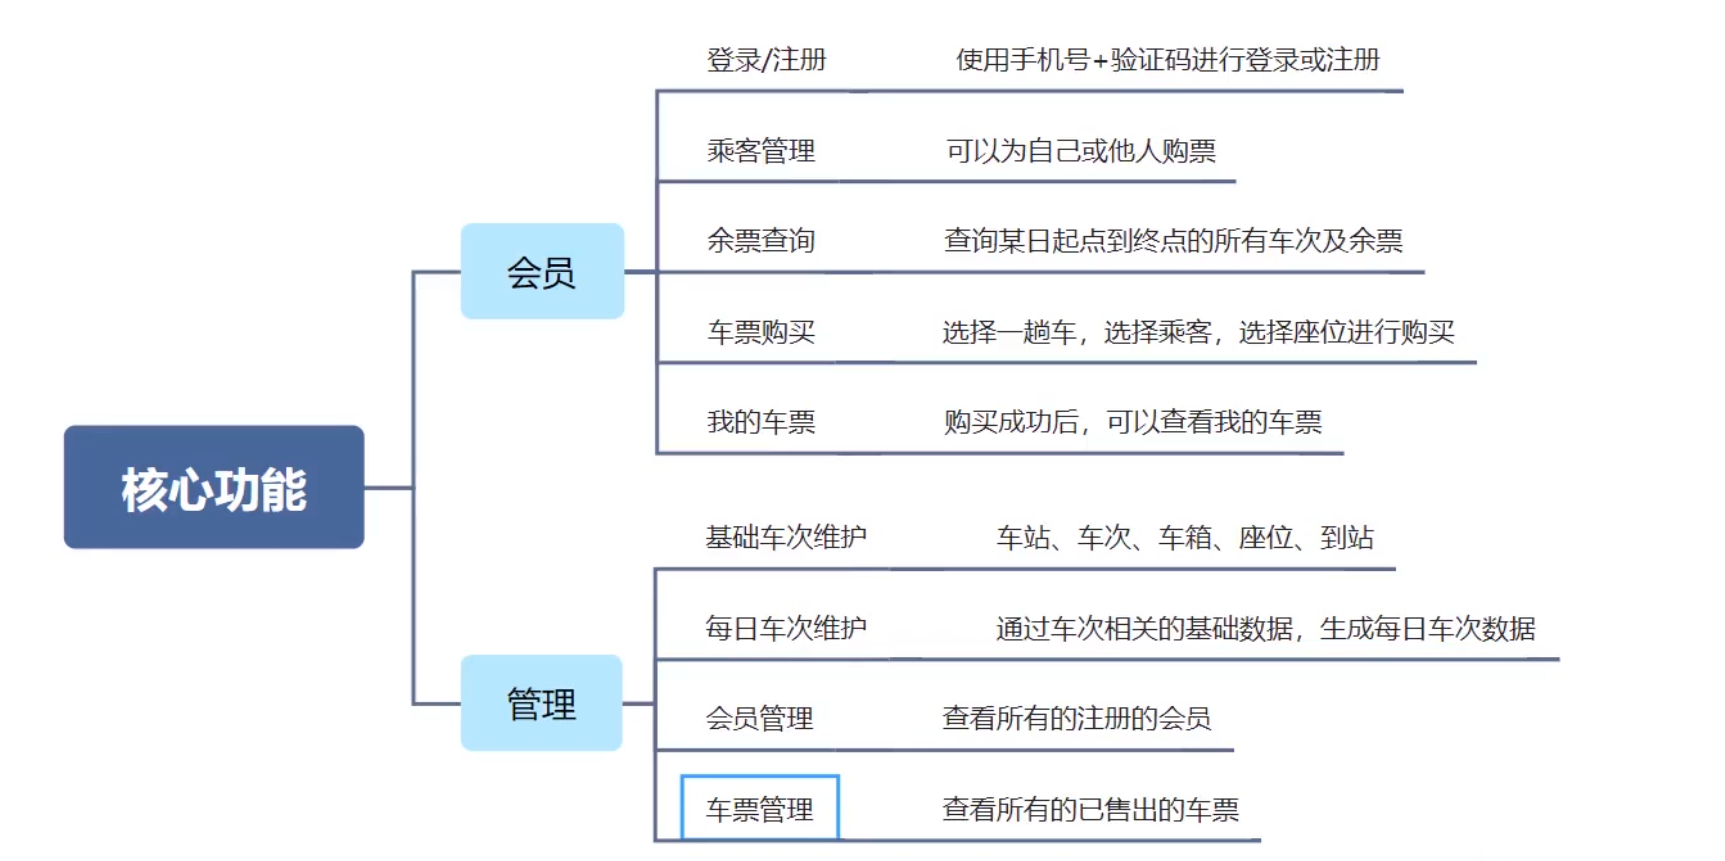 核心功能
会员
登录/注册 使用手机号+验证码进行登录或注册
乘客管理 可以为自己或他人购票
余票查询 查询某日起点到终点的所有车次及余票
车票购买 选择一趟车，选择乘客，选择座位进行购买
我的车票 购买成功后，可以查看我的车票
管理
基础车次维护 车站、车次、车箱、座位、到站
每日车次维护 通过车次相关的基础数据，生成每日车次数据
会员管理 查看所有的注册的会员
车票管理 查看所有的已售出的车票